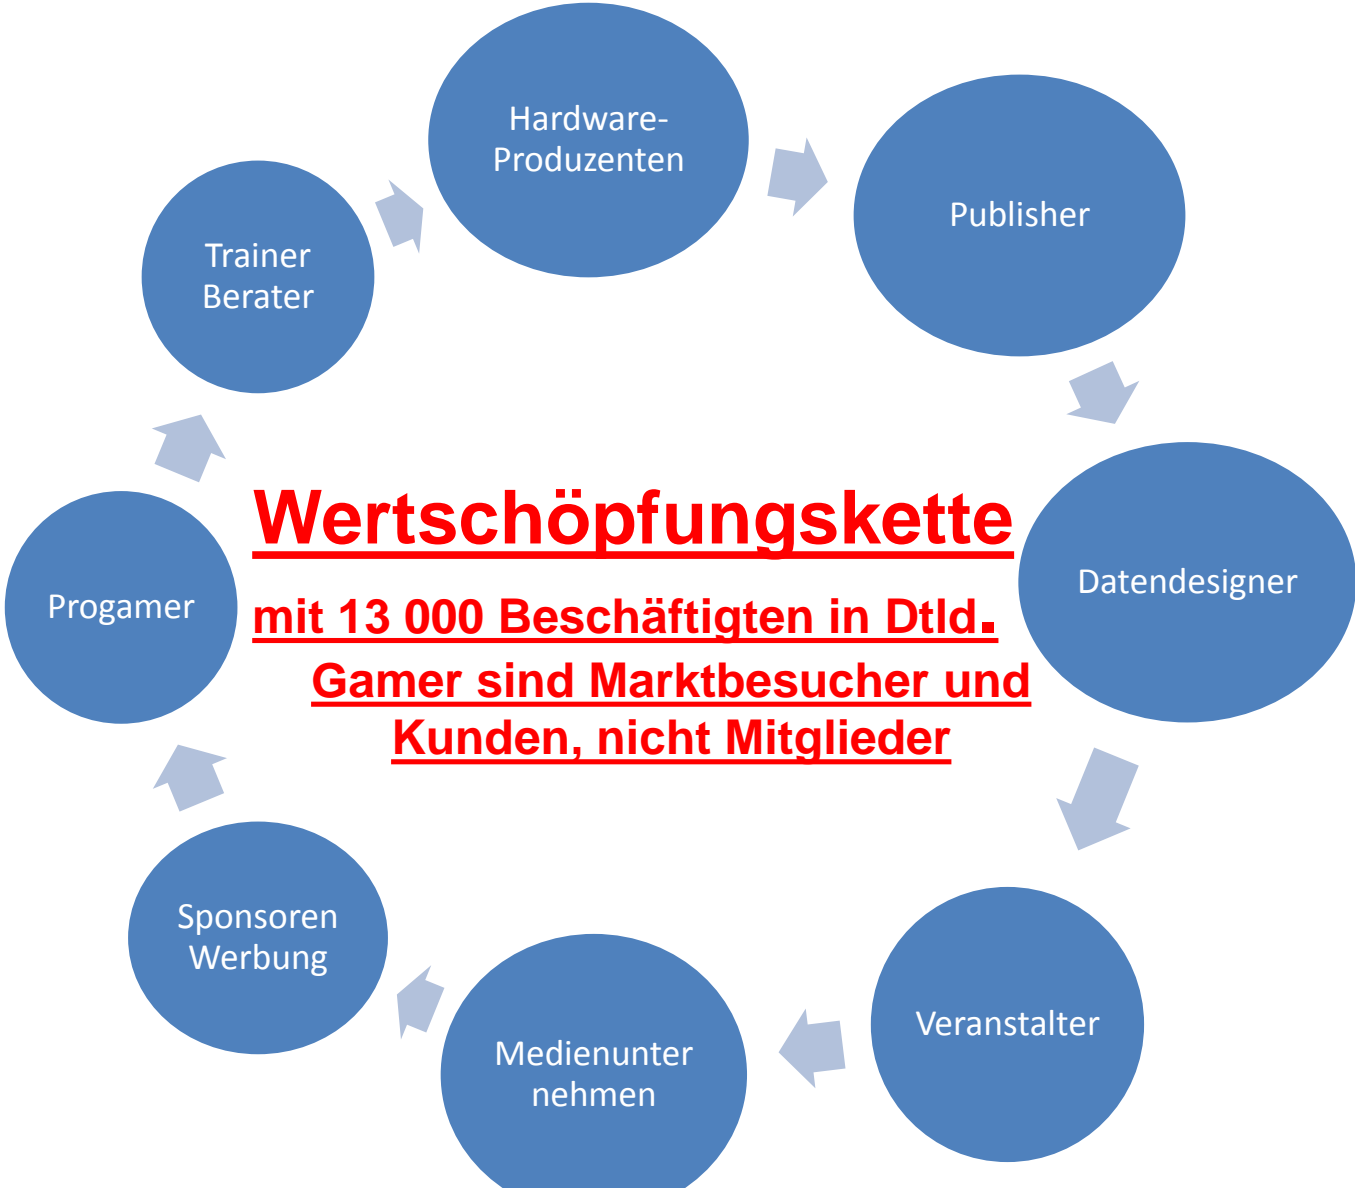 Hardware-
Produzenten
Publisher
Trainer
Berater
Wertschöpfungskette
Datendesigner
Progamer
mit 13 000 Beschäftigten in Dtld.
Gamer sind Marktbesucher und
Kunden, nicht Mitglieder
Sponsoren
Werbung
Veranstalter
Medienunter
nehmen